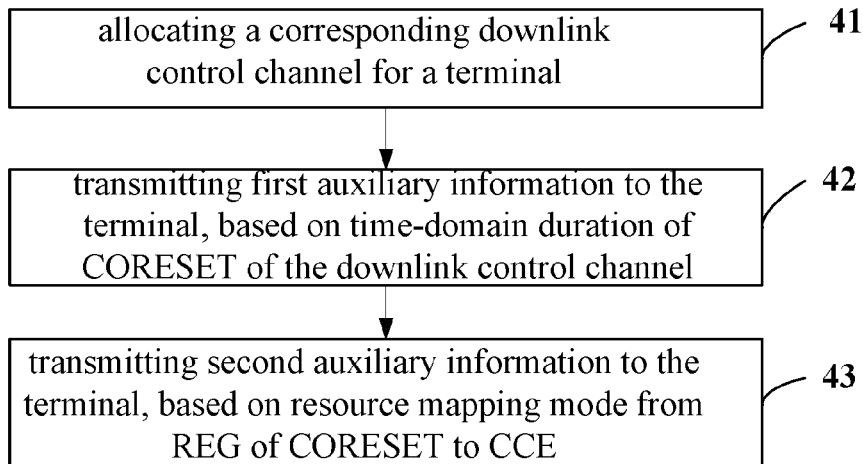 allocating a corresponding downlink
control channel for a terminal
41
transmitting first auxiliary information to the
terminal, based on time-domain duration of
CORESET of the downlink control channel
42
transmitting second auxiliary information to the
terminal, based on resource mapping mode from
REG of CORESET to CCE
43